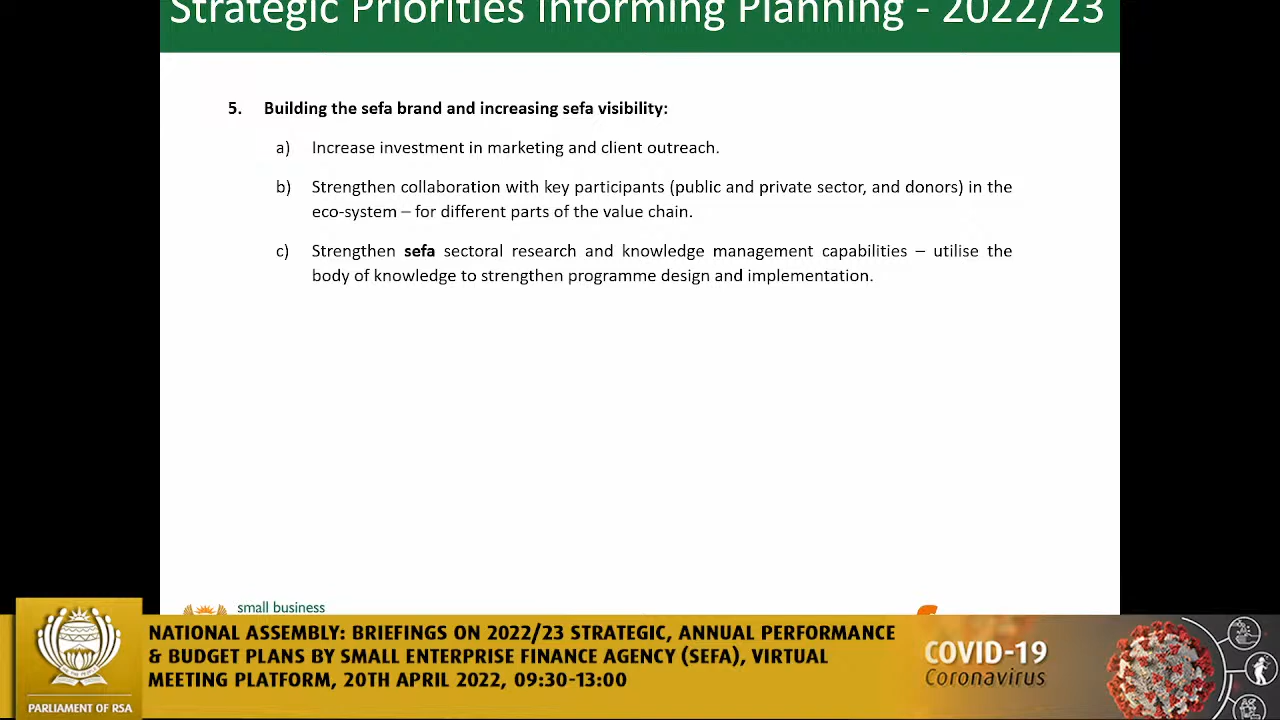 Strategic Priorities Informing Planning - 2022/23
5. Building the sefa brand and increasing sefa visibility:
a) Increase investment in marketing and client outreach.
b) Strengthen collaboration with key participants (public and private sector, and donors) in the
eco-system – for different parts of the value chain.
c) Strengthen sefa sectoral research and knowledge management capabilities – utilise the
body of knowledge to strengthen programme design and implementation.
small business
NATIONAL ASSEMBLY: BRIEFINGS ON 2022/23 STRATEGIC, ANNUAL PERFORMANCE
& BUDGET PLANS BY SMALL ENTERPRISE FINANCE AGENCY (SEFA), VIRTUAL
MEETING PLATFORM, 20TH APRIL 2022, 09:30-13:00
PARLIAMENT OF RSA
COVID-19
Coronavirus